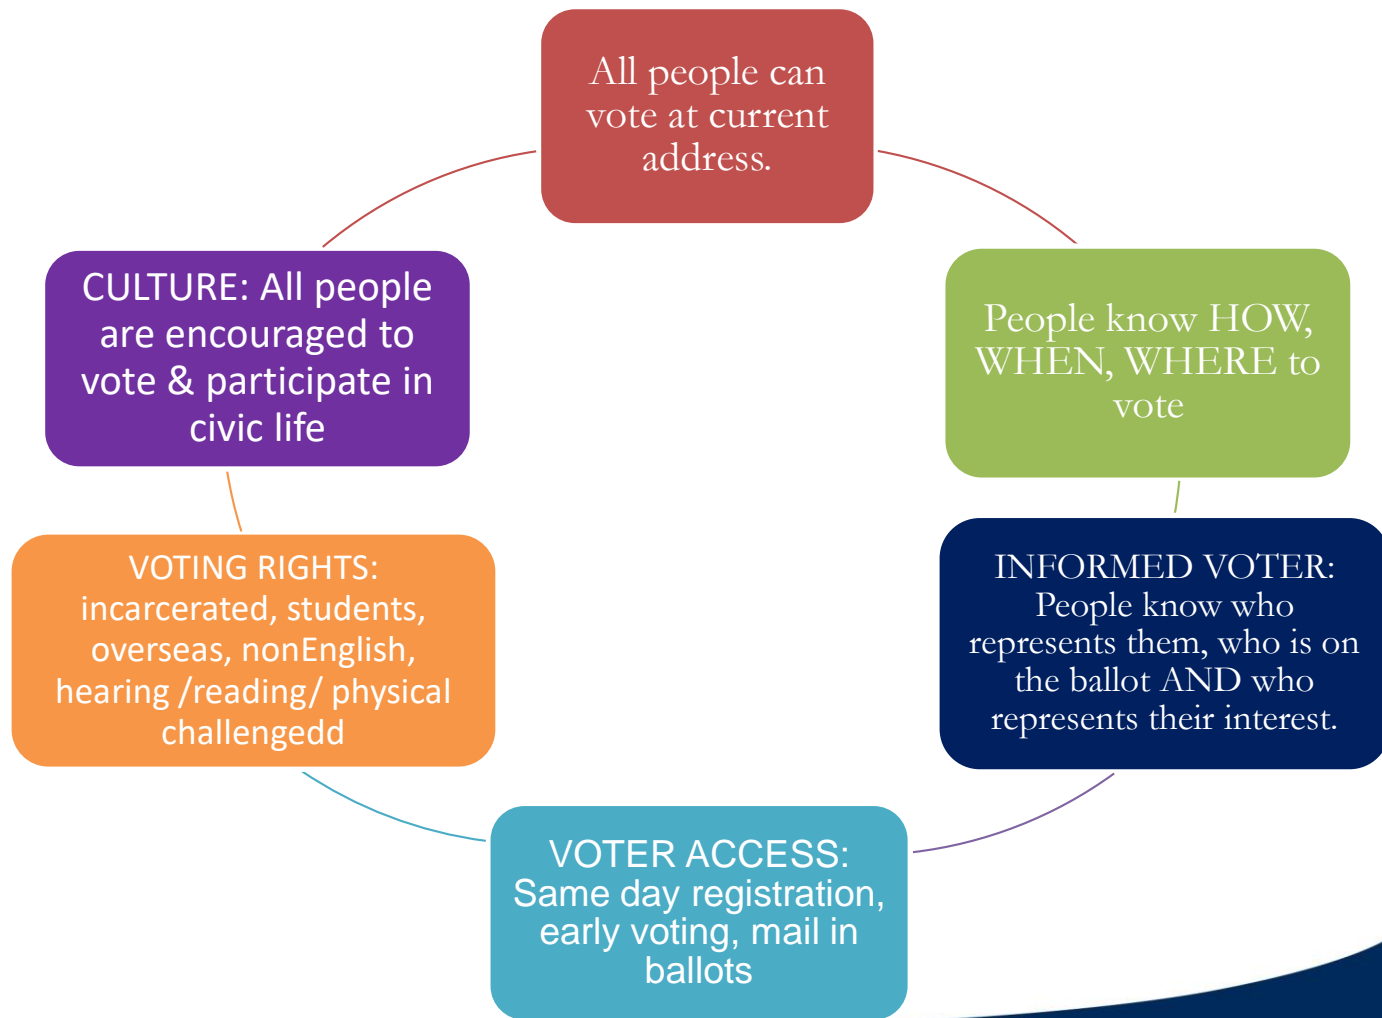 All people can
vote at current
address.
People know HOW,
WHEN, WHERE to
vote
INFORMED VOTER:
People know who
represents them, who is on
the ballot AND who
represents their interest.
VOTER ACCESS:
Same day registration,
early voting, mail in
ballots
VOTING RIGHTS:
incarcerated, students,
overseas, nonEnglish,
hearing /reading/ physical
challengedd
CULTURE: All people
are encouraged to
vote & participate in
civic life